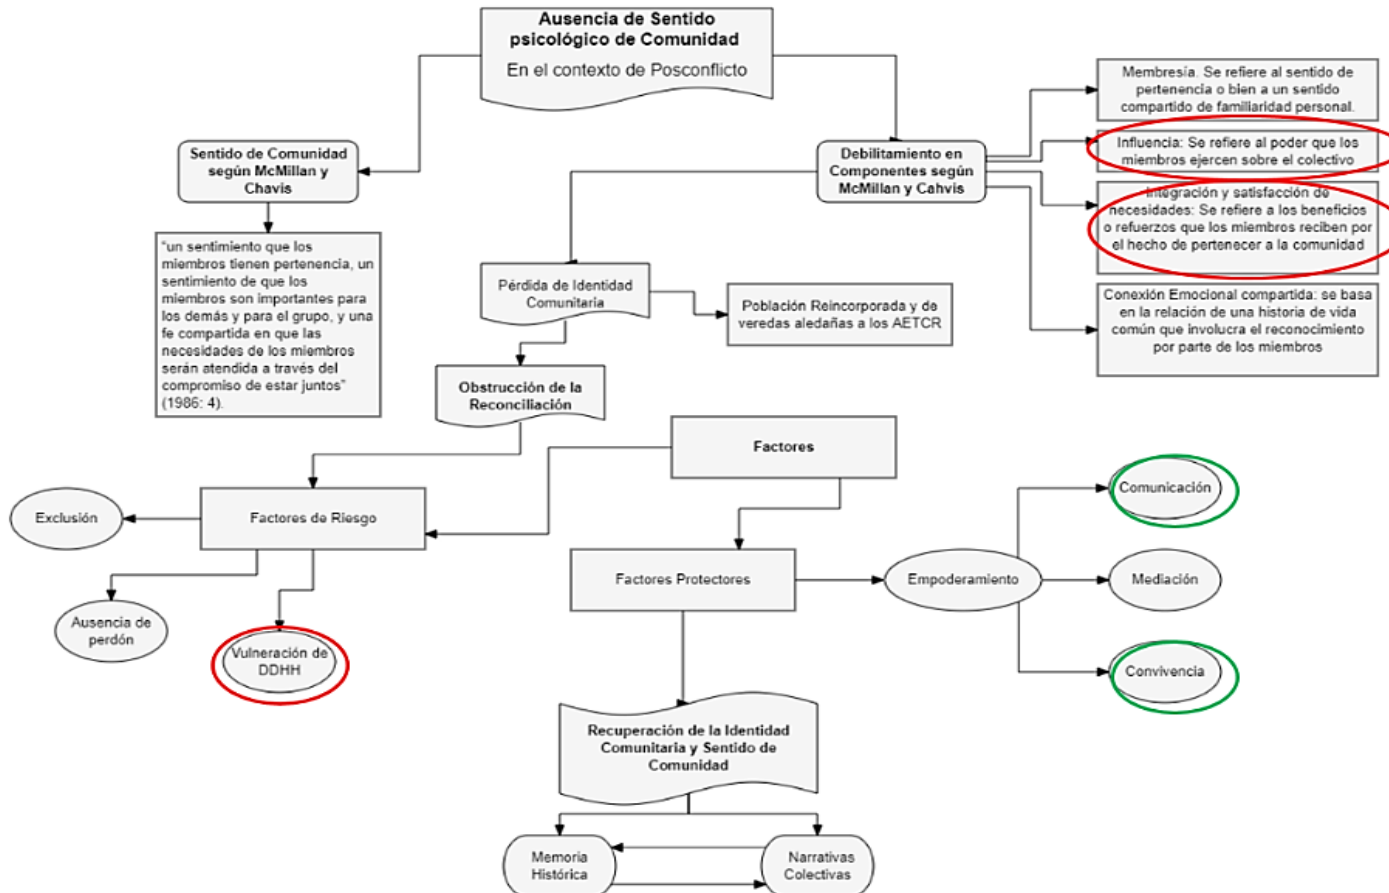 Ausencia de Sentido
psicológico de Comunidad
En el contexto de Posconflicto
Sentido de Comunidad
según McMillan y
Chavis
"un sentimiento que los
miembros tienen pertenencia, un
sentimiento de que los
miembros son importantes para
los demás y para el grupo, y una
fe compartida en que las
necesidades de los miembros
serán atendida a través del
compromiso de estar juntos"
(1986: 4).
Debilitamiento en
Componentes según
McMillan y Cahvis
Membresía. Se refiere al sentido de
pertenencia o bien a un sentido
compartido de familiaridad personal.
Influencia: Se refiere al poder que los
miembros ejercen sobre el colectivo
Integración y satisfacción de
necesidades: Se refiere a los beneficios
o refuerzos que los miembros reciben por
el hecho de pertenecer a la comunidad
Conexión Emocional compartida: se basa
en la relación de una historia de vida
común que involucra el reconocimiento
por parte de los miembros
Pérdida de Identidad
Comunitaria
Población Reincorporada y de
veredas aledañas a los AETCR
Obstrucción de la
Reconciliación
Factores
Factores de Riesgo
Exclusión
Ausencia de
perdón
Vulneración de
DDHH
Factores Protectores
Empoderamiento
Comunicación
Mediación
Convivencia
Recuperación de la Identidad
Comunitaria y Sentido de
Comunidad
Memoria
Histórica
Narrativas
Colectivas